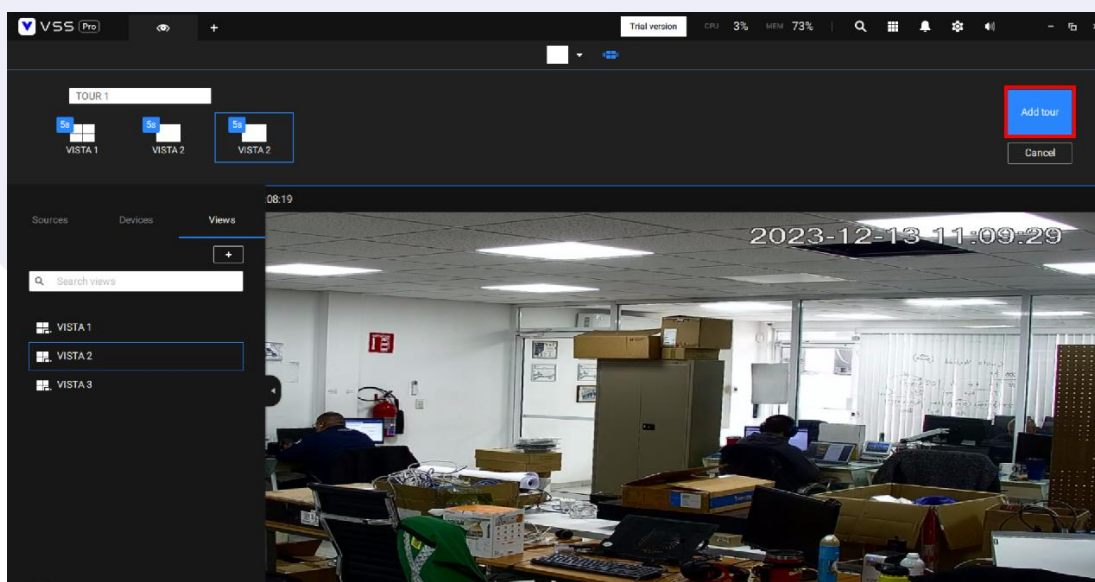 VSS Pro + Trial version CPU 3% MEM 73%
TOUR 1
5s 5s 5s
VISTA 1 VISTA 2 VISTA 2
Add tour
Cancel
:08:19
Sources Devices Views
+
Search views
VISTA 1
VISTA 2
VISTA 3
2023-12-13 11:09:29